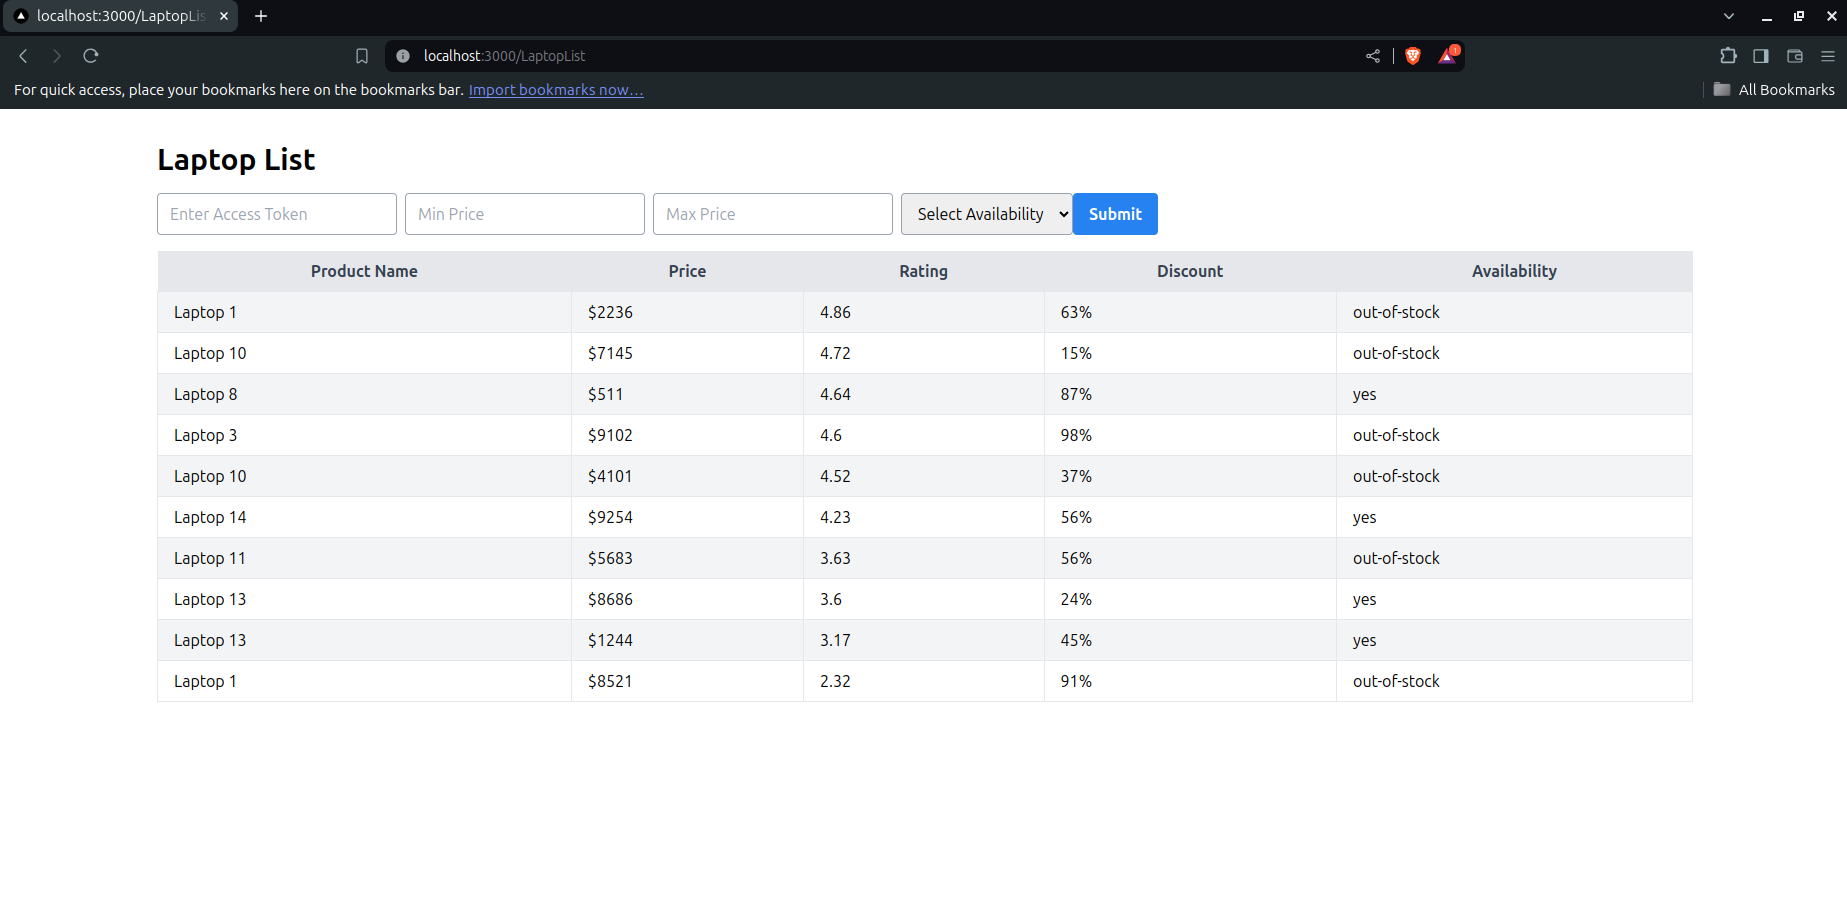 localhost:3000/LaptopLis
localhost:3000/LaptopList
1
For quick access, place your bookmarks here on the bookmarks bar. Import bookmarks now...
All Bookmarks
Laptop List
Enter Access Token Min Price Max Price Select Availability Submit
Product Name Price Rating Discount Availability
Laptop 1 $2236 4.86 63% out-of-stock
Laptop 10 $7145 4.72 15% out-of-stock
Laptop 8 $511 4.64 87% yes
Laptop 3 $9102 4.6 98% out-of-stock
Laptop 10 $4101 4.52 37% out-of-stock
Laptop 14 $9254 4.23 56% yes
Laptop 11 $5683 3.63 56% out-of-stock
Laptop 13 $8686 3.6 24% yes
Laptop 13 $1244 3.17 45% yes
Laptop 1 $8521 2.32 91% out-of-stock